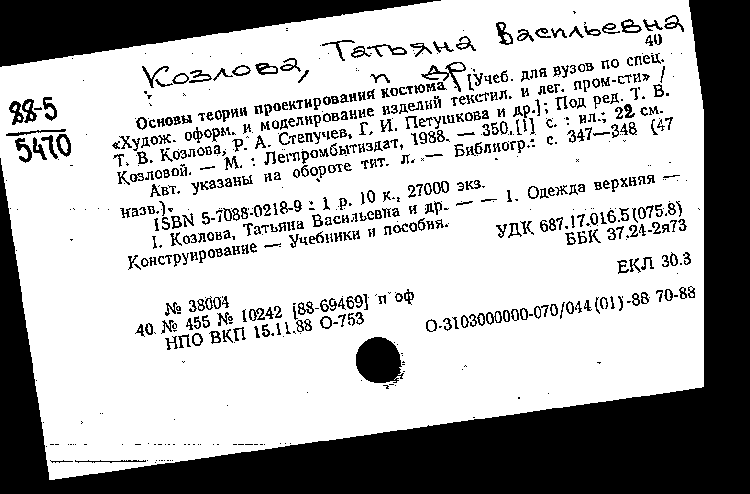 Козлова, Татьяна Васильевна
и др.
40
88-5
5470
Основы теории проектирования костюма : [Учеб. для вузов по спец.
«Худож. оформ. и моделирование изделий текстил. и лег. пром-сти» /
Т. В. Козлова, Р. А. Степучев, Г. И. Петушкова и др.]; Под ред. Т. В.
Козловой. — М. : Легпромбытиздат, 1988. — 350,[1] с. : ил.; 22 см.
Авт. указаны на обороте тит. л. — Библиогр.: с. 347—348 (47
назв.).
ISBN 5-7088-0218-9 : 1 р. 10 к., 27000 экз.
I. Козлова, Татьяна Васильевна и др. — — 1. Одежда верхняя —
Конструирование — Учебники и пособия.
УДК 687.17.016.5(075.8)
ББК 37.24-2я73
ЕКЛ 30.3
№ 38004
40 № 455 № 10242 [88-69469] п оф
НПО ВКП 15.11.88 О-753
О-3103000000-070/044(01)-88 70-88